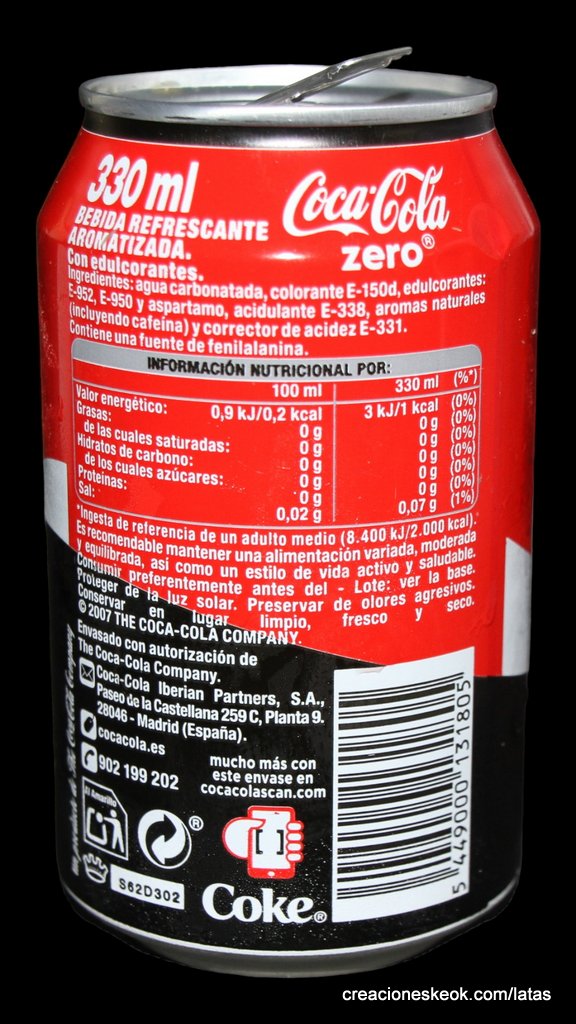 330 ml
BEBIDA REFRESCANTE
AROMATIZADA.
Con edulcorantes.
Coca-Cola
zero®
Ingredientes: agua carbonatada, colorante E-150d, edulcorantes:
E-952, E-950 y aspartamo, acidulante E-338, aromas naturales
(incluyendo cafeína) y corrector de acidez E-331.
Contiene una fuente de fenilalanina.
INFORMACIÓN NUTRICIONAL POR:
100 ml 330 ml (%*)
Valor energético: 0,9 kJ/0,2 kcal 3 kJ/1 kcal (0%)
Grasas: 0 g 0 g (0%)
de las cuales saturadas: 0 g 0 g (0%)
Hidratos de carbono: 0 g 0 g (0%)
de los cuales azúcares: 0 g 0 g (0%)
Proteínas: 0 g 0 g (0%)
Sal: 0,02 g 0,07 g (1%)
*Ingesta de referencia de un adulto medio (8.400 kJ/2.000 kcal).
Es recomendable mantener una alimentación variada, moderada
y equilibrada, así como un estilo de vida activo y saludable.
Consumir preferentemente antes del - Lote: ver la base.
Proteger de la luz solar. Preservar de olores agresivos.
Conservar en lugar limpio, fresco y seco.
© 2007 THE COCA-COLA COMPANY.
Envasado con autorización de
The Coca-Cola Company.
Coca-Cola Iberian Partners, S.A.,
Paseo de la Castellana 259 C, Planta 9.
28046 - Madrid (España).
cocacola.es
902 199 202
mucho más con
este envase en
cocacolascan.com
Al Amarillo
®
[ ]
S62D302
Coke®
5 449000 131805
de The Coca-Cola Company
creacioneskeok.com/latas